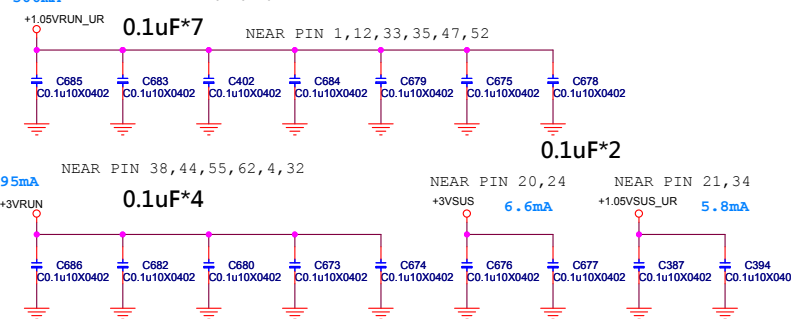 +1.05VRUN_UR
0.1uF*7
NEAR PIN 1,12,33,35,47,52
C685
C0.1u10X0402
C683
C0.1u10X0402
C402
C0.1u10X0402
C684
C0.1u10X0402
C679
C0.1u10X0402
C675
C0.1u10X0402
C678
C0.1u10X0402
0.1uF*2
NEAR PIN 38,44,55,62,4,32
95mA
+3VRUN
0.1uF*4
NEAR PIN 20,24
+3VSUS
6.6mA
NEAR PIN 21,34
+1.05VSUS_UR
5.8mA
C686
C0.1u10X0402
C682
C0.1u10X0402
C680
C0.1u10X0402
C673
C0.1u10X0402
C674
C0.1u10X0402
C676
C0.1u10X0402
C677
C0.1u10X0402
C387
C0.1u10X0402
C394
C0.1u10X040